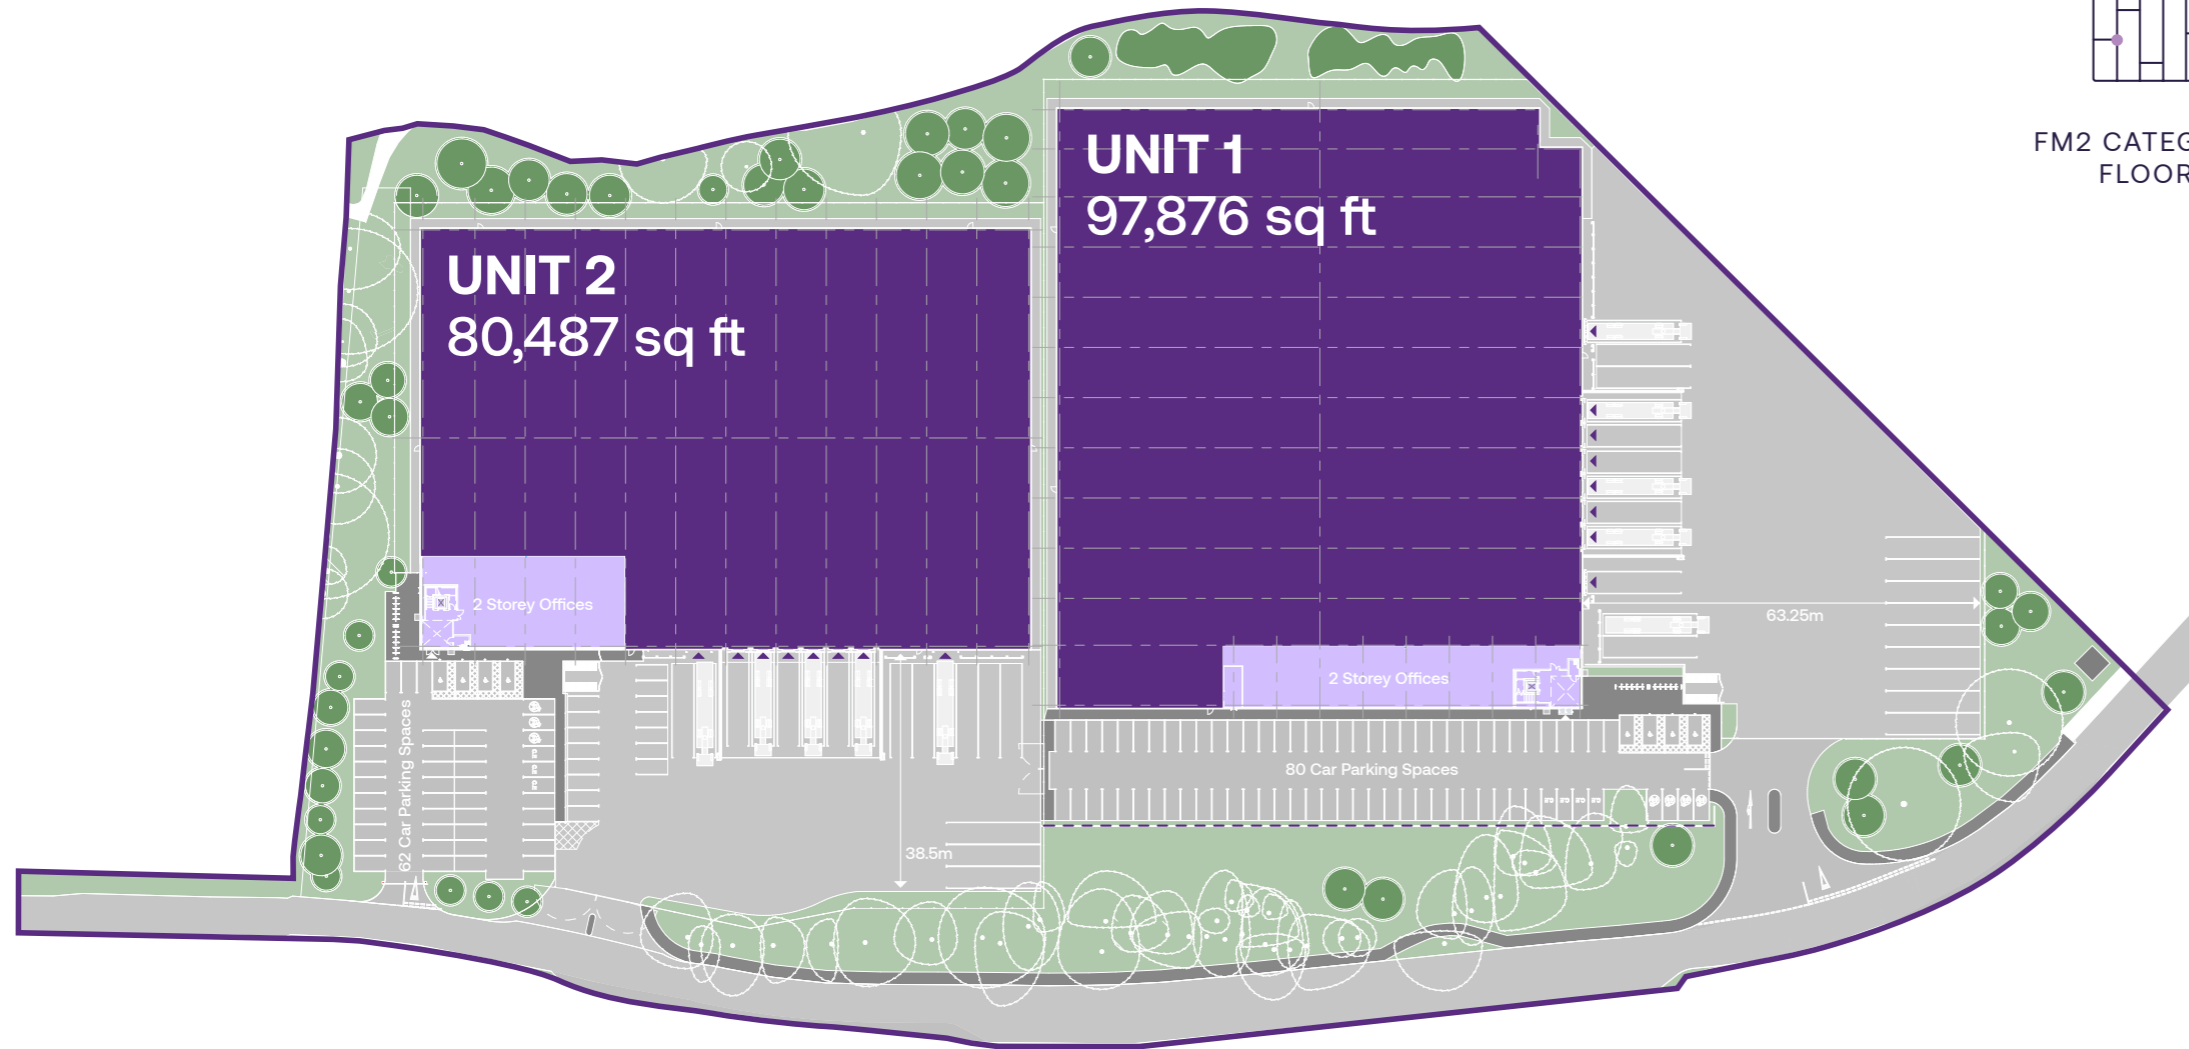 FM2 CATEG
FLOOR
UNIT 1
97,876 sq ft
UNIT 2
80,487 sq ft
2 Storey Offices
63.25m
2 Storey Offices
62 Car Parking Spaces
80 Car Parking Spaces
38.5m